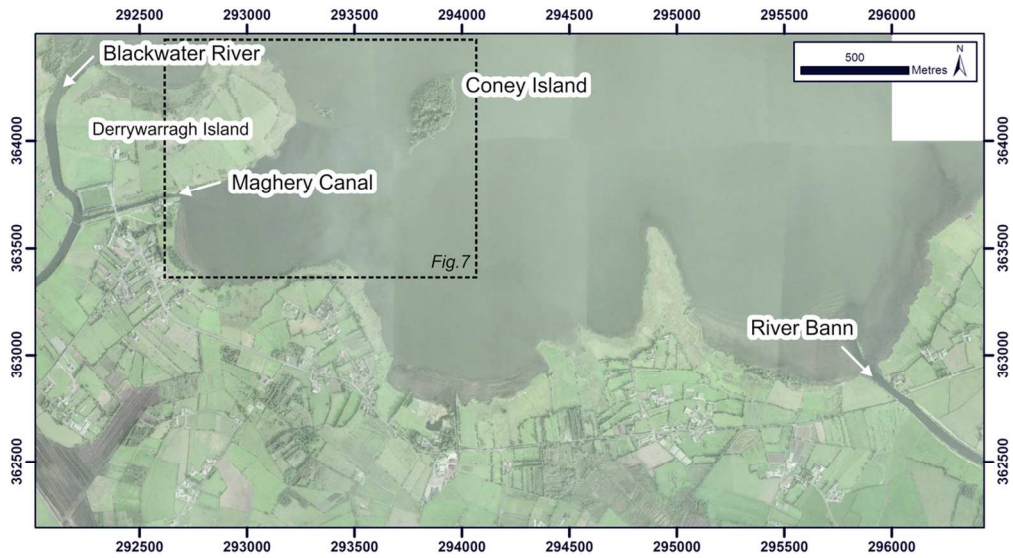 292500 293000 293500 294000 294500 295000 295500 296000
500
Metres
N
Blackwater River
Coney Island
Derrywarragh Island
Maghery Canal
Fig.7
River Bann
364000
363500
363000
362500
364000
363500
363000
362500
292500 293000 293500 294000 294500 295000 295500 296000